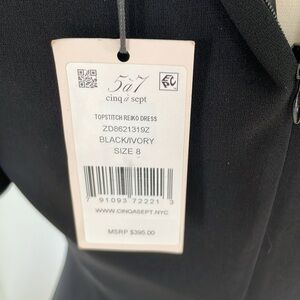 5à7
cinq à sept
TOPSTITCH REIKO DRESS
ZD8621319Z
BLACK/IVORY
SIZE 8
7 91093 72221 3
WWW.CINQASEPT.NYC
MSRP $395.00